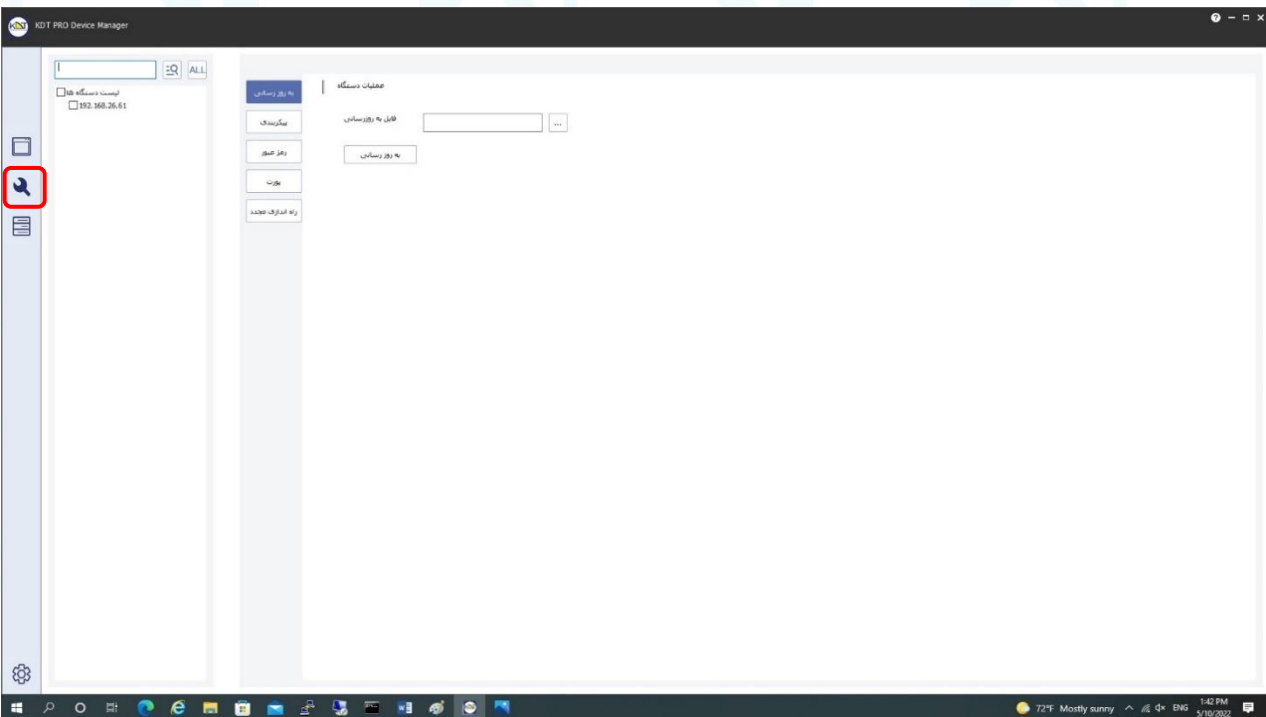 KDT PRO Device Manager
ALL
لیست دستگاه ها
192.168.26.61
به روز رسانی
پیکربندی
رمز عبور
پورت
راه اندازی مجدد
عملیات دستگاه
فایل به روزرسانی
...
به روز رسانی
72°F Mostly sunny
ENG
1:42 PM
5/10/2022